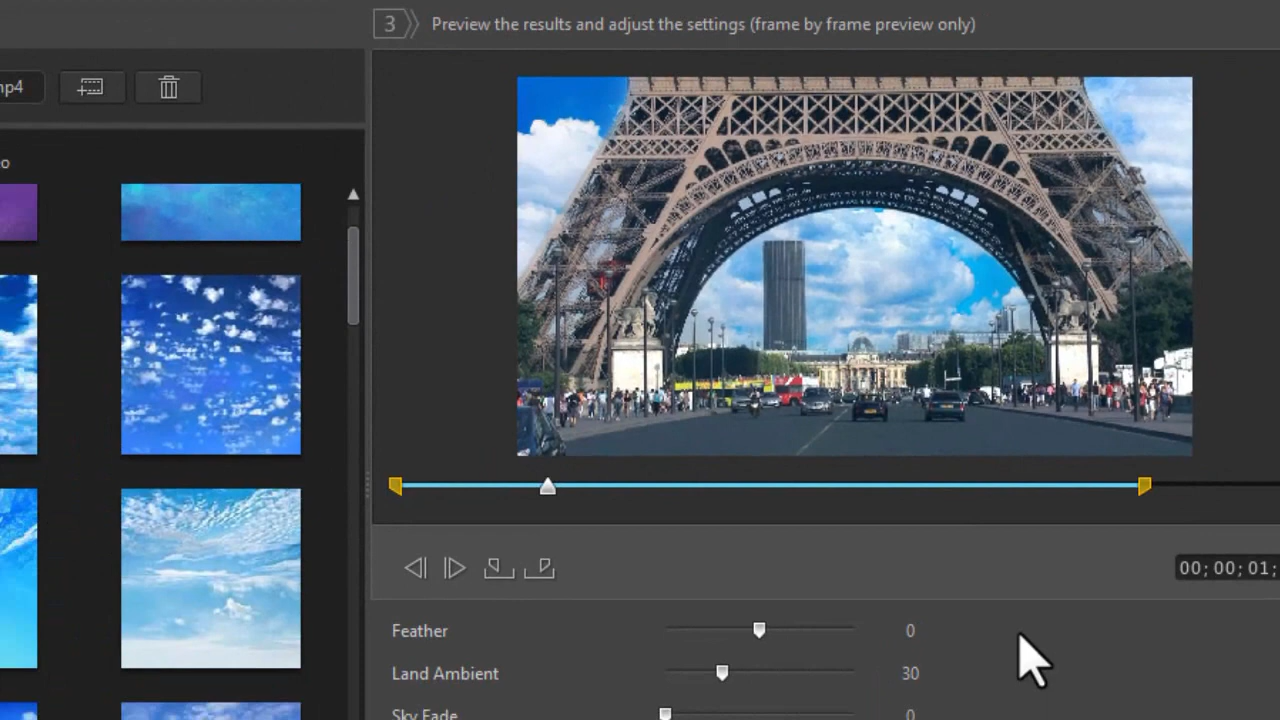 3 Preview the results and adjust the settings (frame by frame preview only)
np4
o
00; 00; 01;
Feather 0
Land Ambient 30
Sky Fade 0